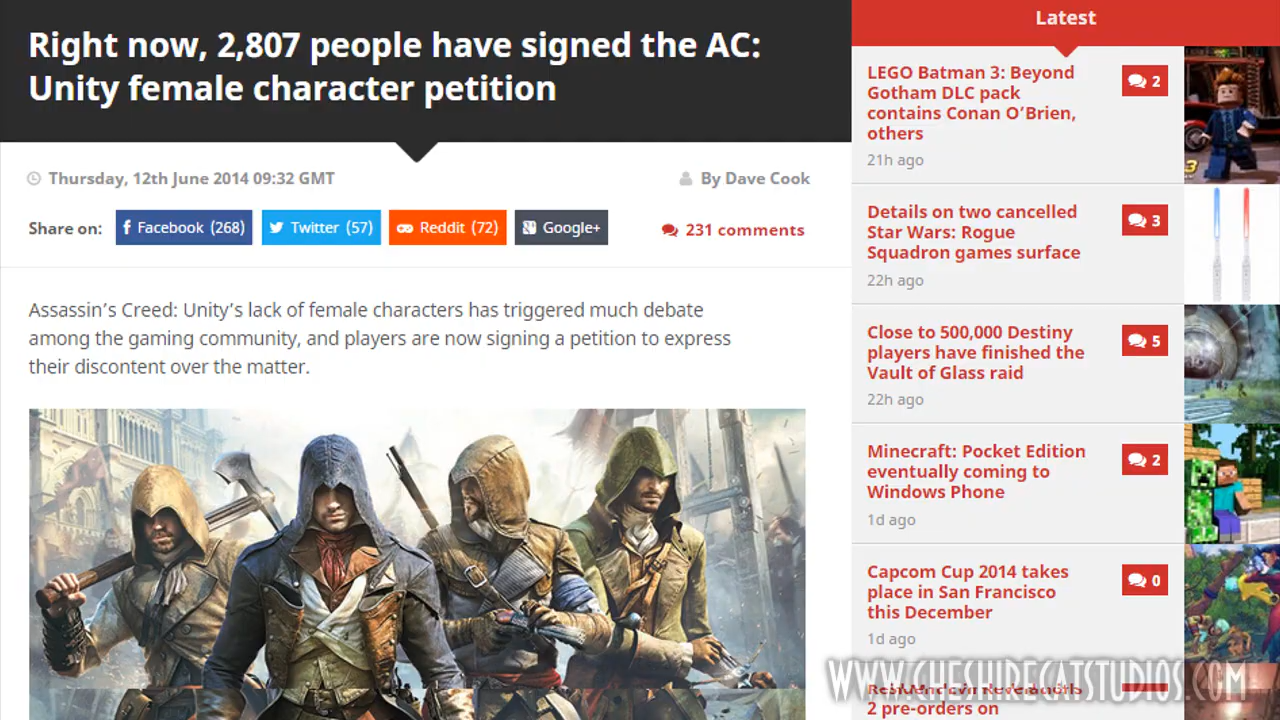 Right now, 2,807 people have signed the AC:
Unity female character petition
Thursday, 12th June 2014 09:32 GMT
By Dave Cook
Share on:
Facebook (268)
Twitter (57)
Reddit (72)
Google+
231 comments
Assassin's Creed: Unity's lack of female characters has triggered much debate
among the gaming community, and players are now signing a petition to express
their discontent over the matter.
Latest
LEGO Batman 3: Beyond
Gotham DLC pack
contains Conan O'Brien,
others
2
21h ago
3
Details on two cancelled
Star Wars: Rogue
Squadron games surface
3
22h ago
Close to 500,000 Destiny
players have finished the
Vault of Glass raid
5
22h ago
Minecraft: Pocket Edition
eventually coming to
Windows Phone
2
1d ago
Capcom Cup 2014 takes
place in San Francisco
this December
0
1d ago
2 pre-orders on
WWW.CHESHIRECATSTUDIOS.COM